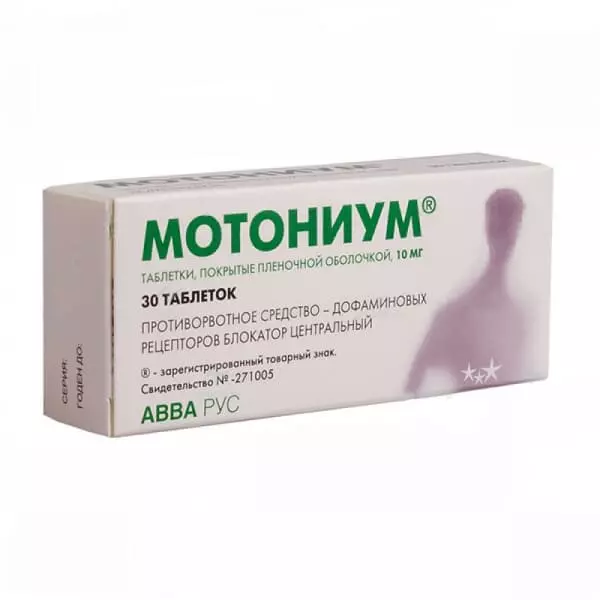 МОТОНИУМ®
МОТОНИУМ®
ТАБЛЕТКИ, ПОКРЫТЫЕ ПЛЕНОЧНОЙ ОБОЛОЧКОЙ, 10 МГ
30 ТАБЛЕТОК
ПРОТИВОРВОТНОЕ СРЕДСТВО – ДОФАМИНОВЫХ
РЕЦЕПТОРОВ БЛОКАТОР ЦЕНТРАЛЬНЫЙ
® - зарегистрированный товарный знак.
Свидетельство № -271005
АВВА РУС
СЕРИЯ:
ГОДЕН ДО: